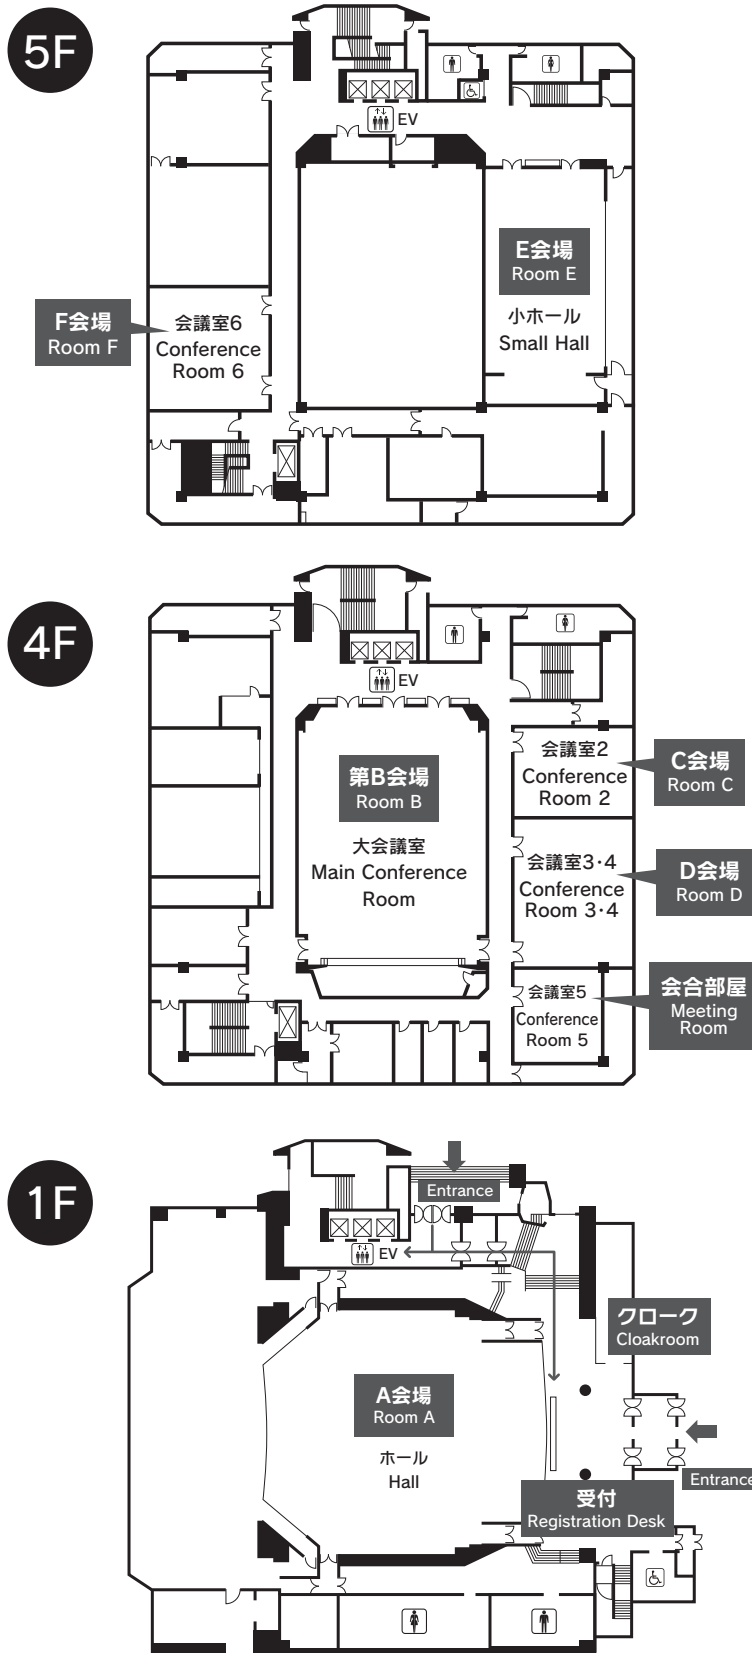 5F
EV
E会場
Room E
小ホール
Small Hall
F会場
Room F
会議室6
Conference
Room 6
4F
EV
第B会場
Room B
大会議室
Main Conference
Room
会議室2
Conference
Room 2
C会場
Room C
会議室3・4
Conference
Room 3・4
D会場
Room D
会議室5
Conference
Room 5
会合部屋
Meeting
Room
1F
Entrance
EV
クローク
Cloakroom
A会場
Room A
ホール
Hall
Entrance
受付
Registration Desk